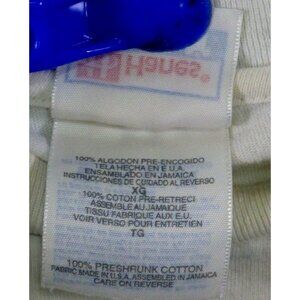 Hanes
100% ALGODON PRE-ENCOGIDO
TELA HECHA EN E.U.A.
ENSAMBLADO EN JAMAICA
INSTRUCCIONES DE CUIDADO AL REVERSO
XG
100% COTON PRE-RETRECI
ASSEMBLE AU JAMAIQUE
TISSU FABRIQUE AUX E.U.
VOIR VERSO POUR ENTRETIEN
TG
100% PRESHRUNK COTTON
FABRIC MADE IN U.S.A. ASSEMBLED IN JAMAICA
CARE ON REVERSE